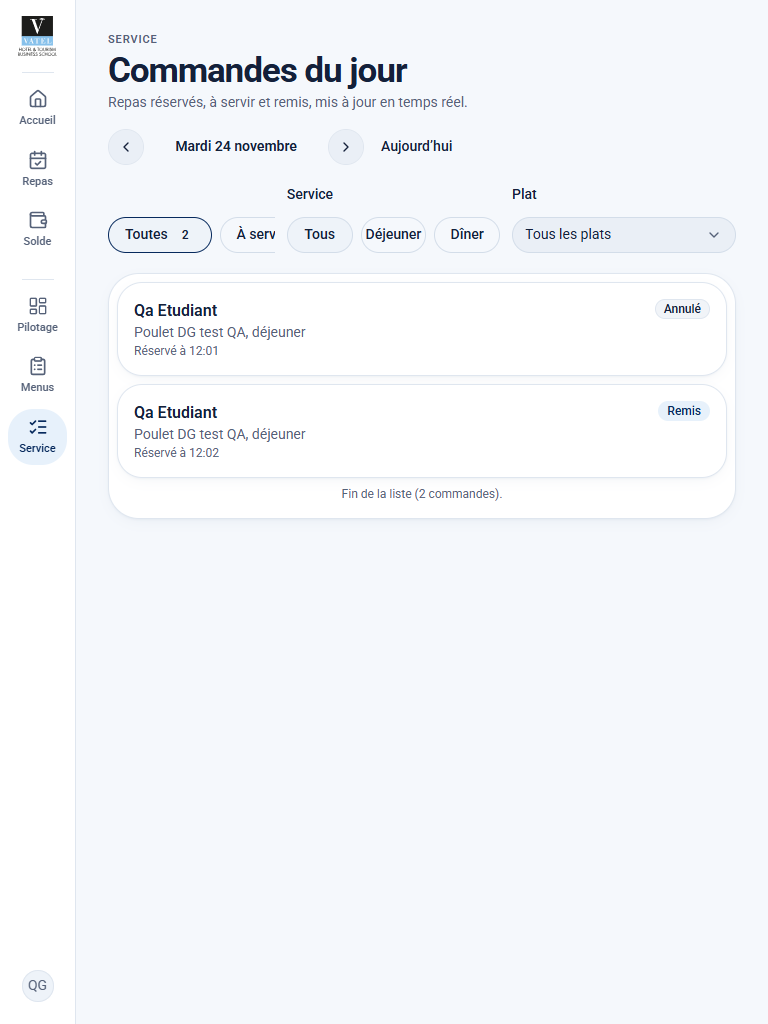 V
VATEL
HOTEL & TOURISM
BUSINESS SCHOOL
Accueil
Repas
Solde
Pilotage
Menus
Service
QG
SERVICE
Commandes du jour
Repas réservés, à servir et remis, mis à jour en temps réel.
Mardi 24 novembre
Aujourd’hui
Service
Plat
Toutes 2
À serv
Tous
Déjeuner
Dîner
Tous les plats
Qa Etudiant
Annulé
Poulet DG test QA, déjeuner
Réservé à 12:01
Qa Etudiant
Remis
Poulet DG test QA, déjeuner
Réservé à 12:02
Fin de la liste (2 commandes).